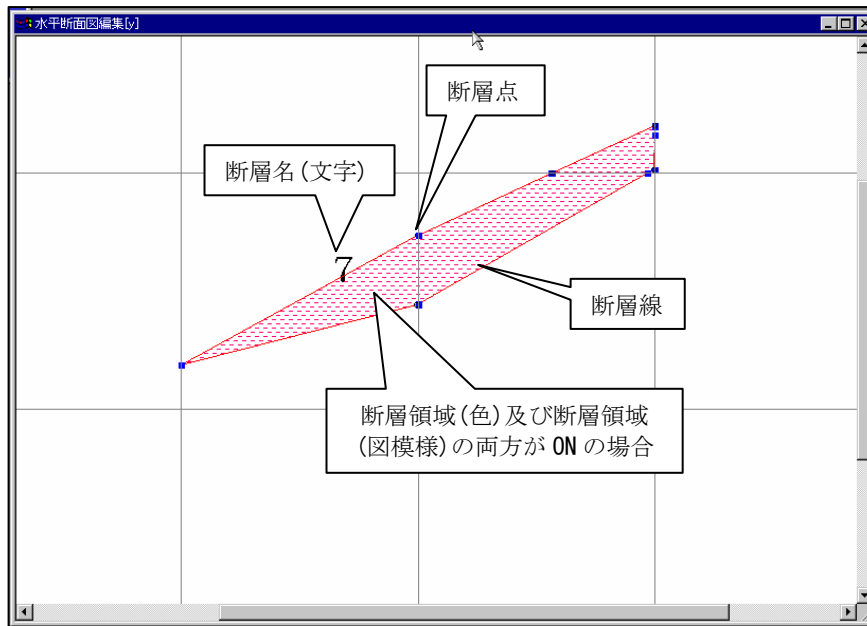 水平断面図編集[y]
断層点
断層名(文字)
7
断層線
断層領域(色)及び断層領域
(図模様)の両方が ON の場合